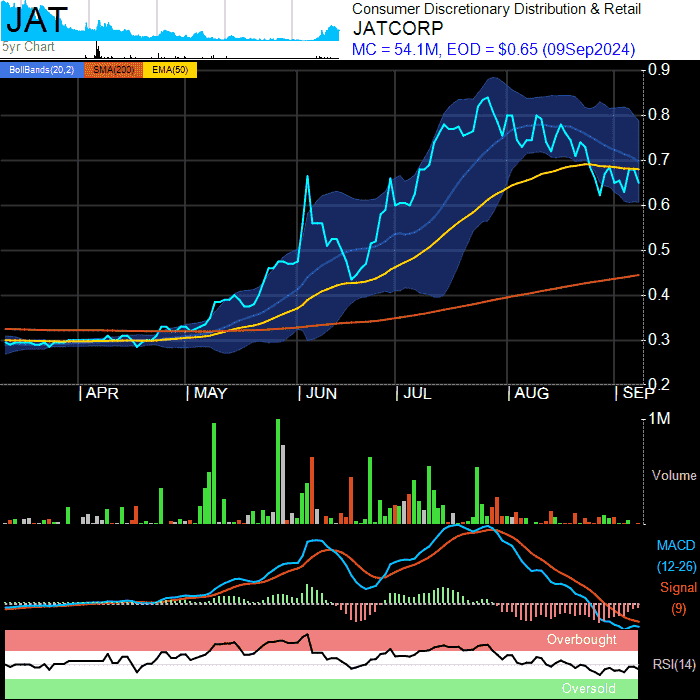 JAT
5yr Chart
Consumer Discretionary Distribution & Retail
JATCORP
MC = 54.1M, EOD = $0.65 (09Sep2024)
BollBands(20,2) SMA(200) EMA(50)
0.9
0.8
0.7
0.6
0.5
0.4
0.3
0.2
APR MAY JUN JUL AUG SEP
1M
Volume
MACD
(12-26)
Signal
(9)
Overbought
RSI(14)
Oversold